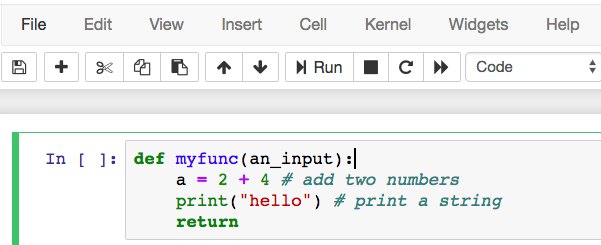 File Edit View Insert Cell Kernel Widgets Help
Run Code
In [ ]: def myfunc(an_input):
    a = 2 + 4 # add two numbers
    print("hello") # print a string
    return